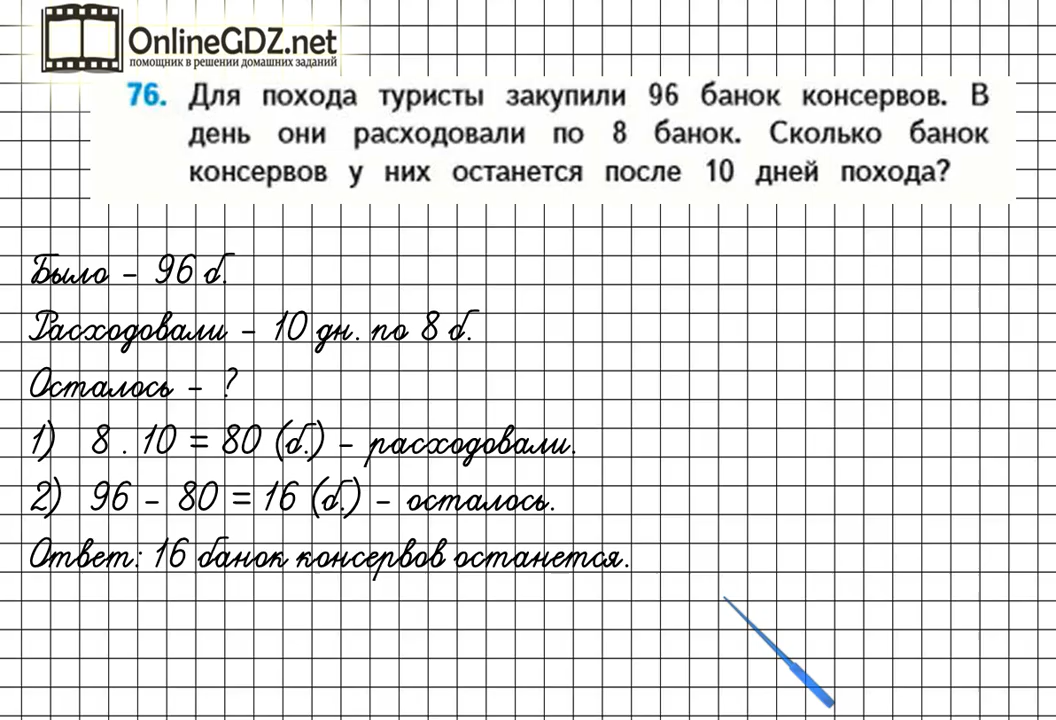 OnlineGDZ.net
помощник в решении домашних заданий
76. Для похода туристы закупили 96 банок консервов. В
день они расходовали по 8 банок. Сколько банок
консервов у них останется после 10 дней похода?
Было - 96 б.
Расходовали - 10 дн. по 8 б.
Осталось - ?
1) 8 . 10 = 80 (б.) - расходовали.
2) 96 - 80 = 16 (б.) - осталось.
Ответ: 16 банок консервов останется.